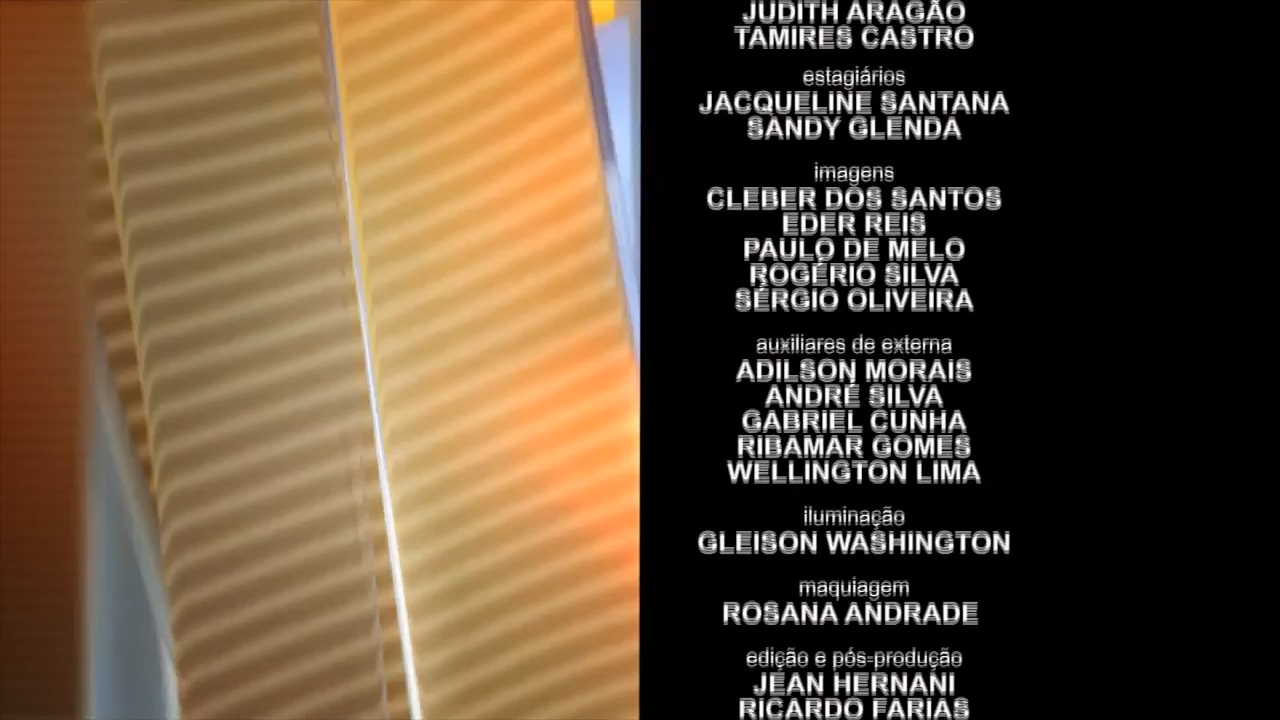 JUDITH ARAGÃO
TAMIRES CASTRO
estagiários
JACQUELINE SANTANA
SANDY GLENDA
imagens
CLEBER DOS SANTOS
EDER REIS
PAULO DE MELO
ROGÉRIO SILVA
SÉRGIO OLIVEIRA
auxiliares de externa
ADILSON MORAIS
ANDRÉ SILVA
GABRIEL CUNHA
RIBAMAR GOMES
WELLINGTON LIMA
iluminação
GLEISON WASHINGTON
maquiagem
ROSANA ANDRADE
edição e pós-produção
JEAN HERNANI
RICARDO FARIAS